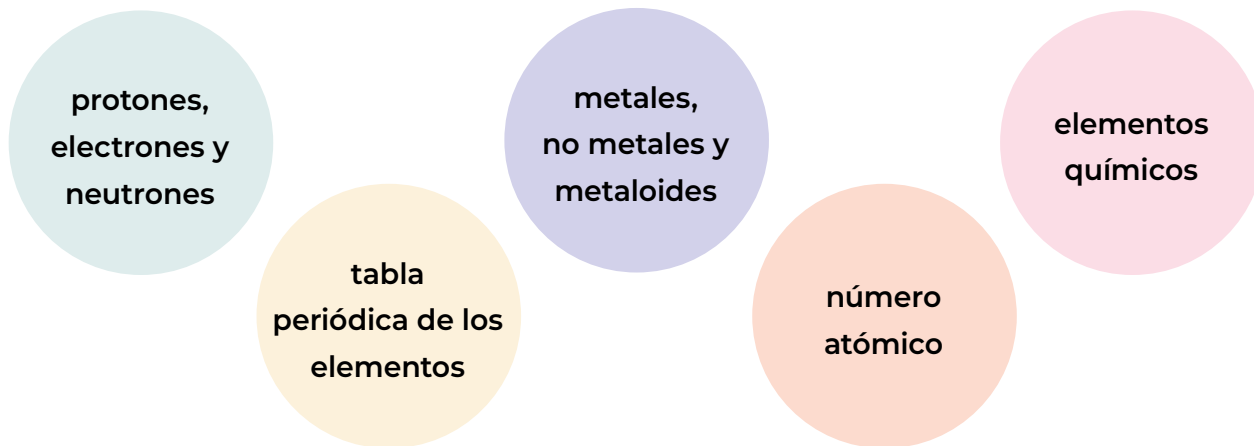 protones,
electrones y
neutrones
tabla
periódica de los
elementos
metales,
no metales y
metaloides
número
atómico
elementos
químicos